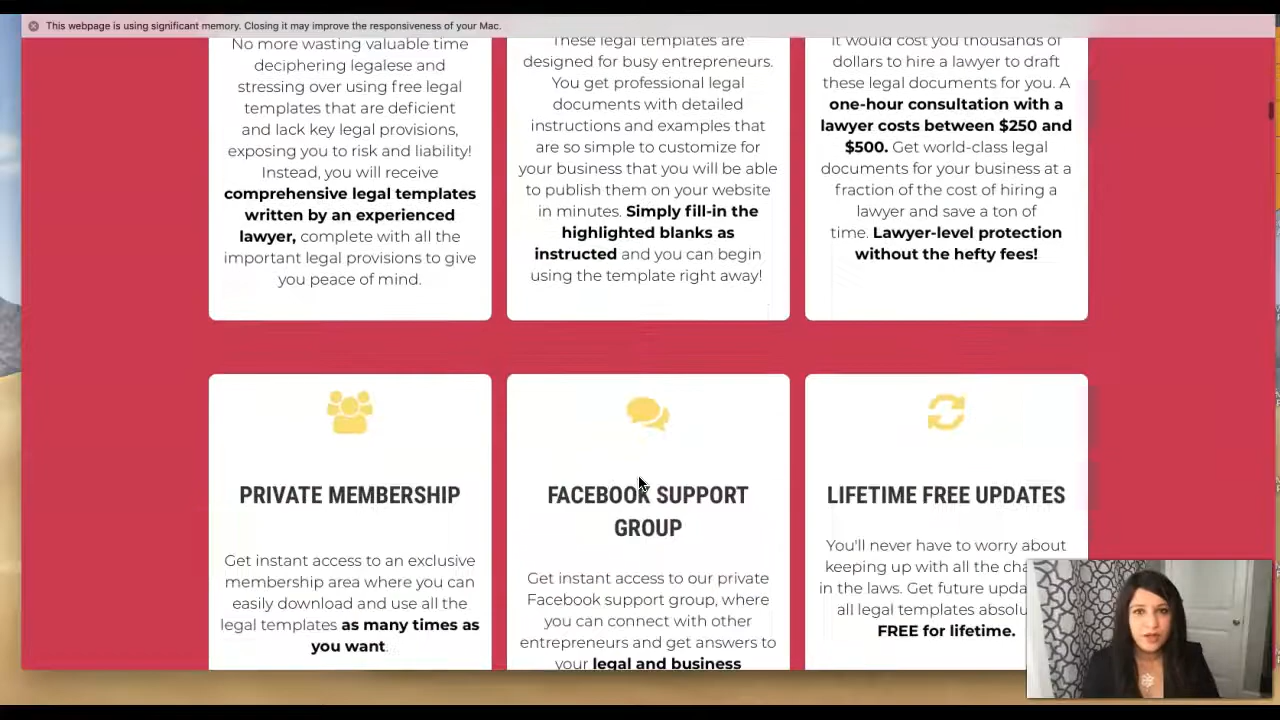 This webpage is using significant memory. Closing it may improve the responsiveness of your Mac.
No more wasting valuable time
deciphering legalese and
stressing over using free legal
templates that are deficient
and lack key legal provisions,
exposing you to risk and liability!
Instead, you will receive
comprehensive legal templates
written by an experienced
lawyer, complete with all the
important legal provisions to give
you peace of mind.
These legal templates are
designed for busy entrepreneurs.
You get professional legal
documents with detailed
instructions and examples that
are so simple to customize for
your business that you will be able
to publish them on your website
in minutes. Simply fill-in the
highlighted blanks as
instructed and you can begin
using the template right away!
It would cost you thousands of
dollars to hire a lawyer to draft
these legal documents for you. A
one-hour consultation with a
lawyer costs between $250 and
$500. Get world-class legal
documents for your business at a
fraction of the cost of hiring a
lawyer and save a ton of
time. Lawyer-level protection
without the hefty fees!
PRIVATE MEMBERSHIP
Get instant access to an exclusive
membership area where you can
easily download and use all the
legal templates as many times as
you want.
FACEBOOK SUPPORT
GROUP
Get instant access to our private
Facebook support group, where
you can connect with other
entrepreneurs and get answers to
your legal and business
LIFETIME FREE UPDATES
You'll never have to worry about
keeping up with all the
in the laws. Get future
all legal templates
FREE for lifetime.